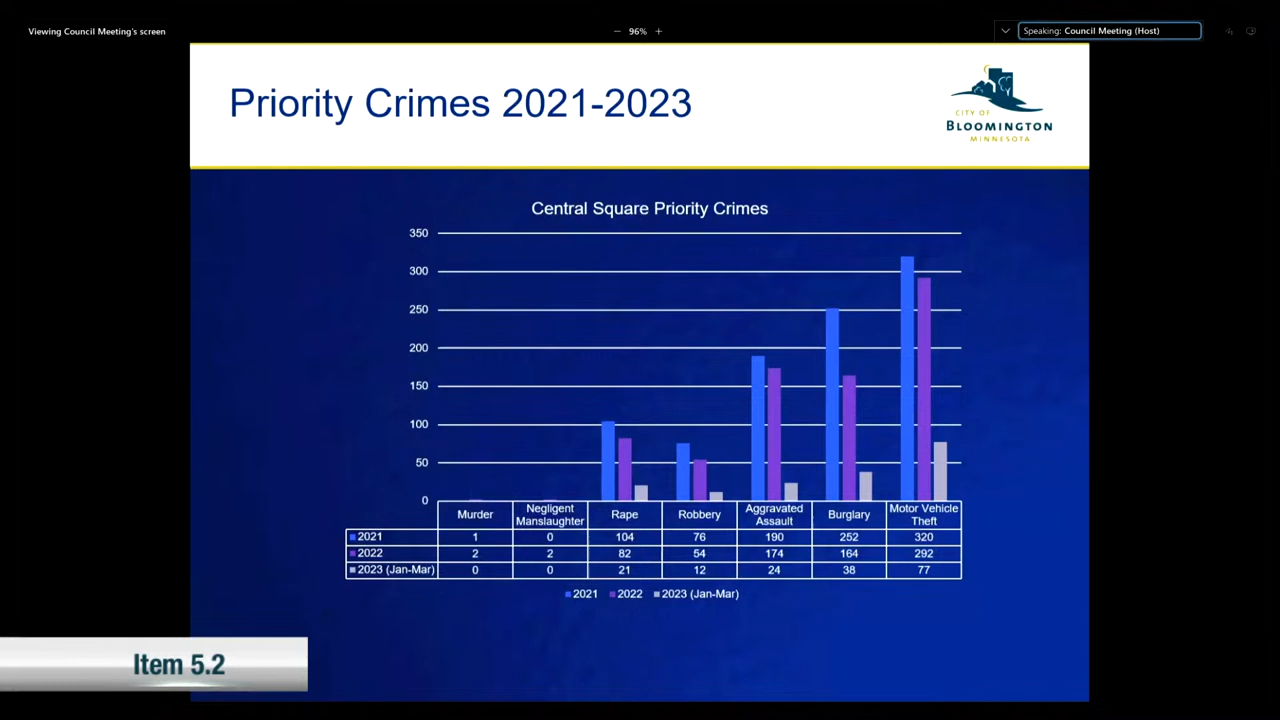 Viewing Council Meeting's screen
96%
Speaking: Council Meeting (Host)
Priority Crimes 2021-2023
CITY OF
BLOOMINGTON
MINNESOTA
Central Square Priority Crimes
350
300
250
200
150
100
50
0
Murder Negligent Manslaughter Rape Robbery Aggravated Assault Burglary Motor Vehicle Theft
2021 1 0 104 76 190 252 320
2022 2 2 82 54 174 164 292
2023 (Jan-Mar) 0 0 21 12 24 38 77
2021 2022 2023 (Jan-Mar)
Item 5.2